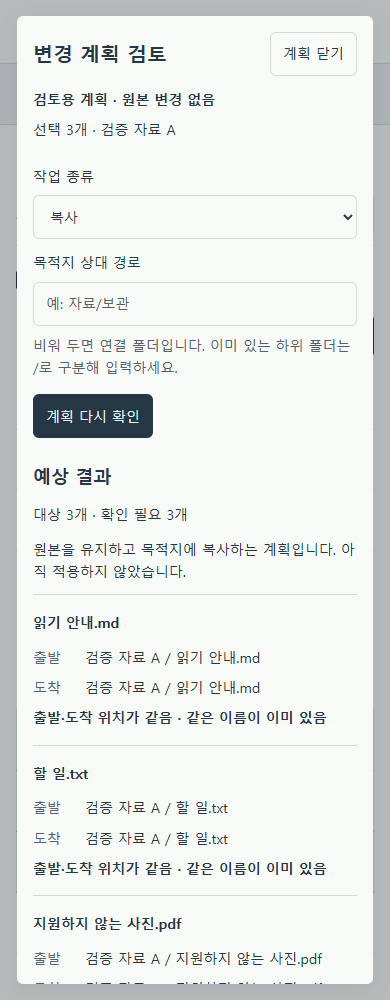 변경 계획 검토
계획 닫기
검토용 계획 · 원본 변경 없음
선택 3개 · 검증 자료 A
작업 종류
복사
목적지 상대 경로
예: 자료/보관
비워 두면 연결 폴더입니다. 이미 있는 하위 폴더는
/로 구분해 입력하세요.
계획 다시 확인
예상 결과
대상 3개 · 확인 필요 3개
원본을 유지하고 목적지에 복사하는 계획입니다. 아
직 적용하지 않았습니다.
읽기 안내.md
출발 검증 자료 A / 읽기 안내.md
도착 검증 자료 A / 읽기 안내.md
출발·도착 위치가 같음 · 같은 이름이 이미 있음
할 일.txt
출발 검증 자료 A / 할 일.txt
도착 검증 자료 A / 할 일.txt
출발·도착 위치가 같음 · 같은 이름이 이미 있음
지원하지 않는 사진.pdf
출발 검증 자료 A / 지원하지 않는 사진.pdf